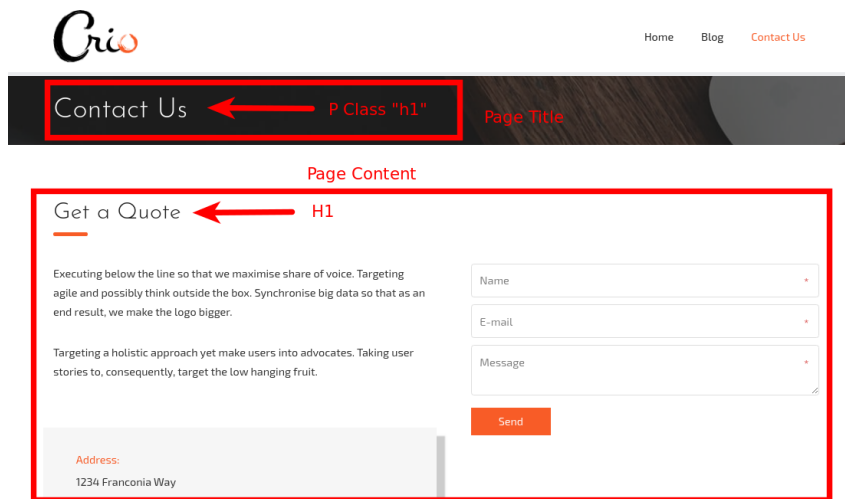 Crio
Home Blog Contact Us
Contact Us
P Class "h1"
Page Title
Page Content
Get a Quote
H1
Executing below the line so that we maximise share of voice. Targeting
agile and possibly think outside the box. Synchronise big data so that as an
end result, we make the logo bigger.
Targeting a holistic approach yet make users into advocates. Taking user
stories to, consequently, target the low hanging fruit.
Name *
E-mail *
Message *
Send
Address:
1234 Franconia Way